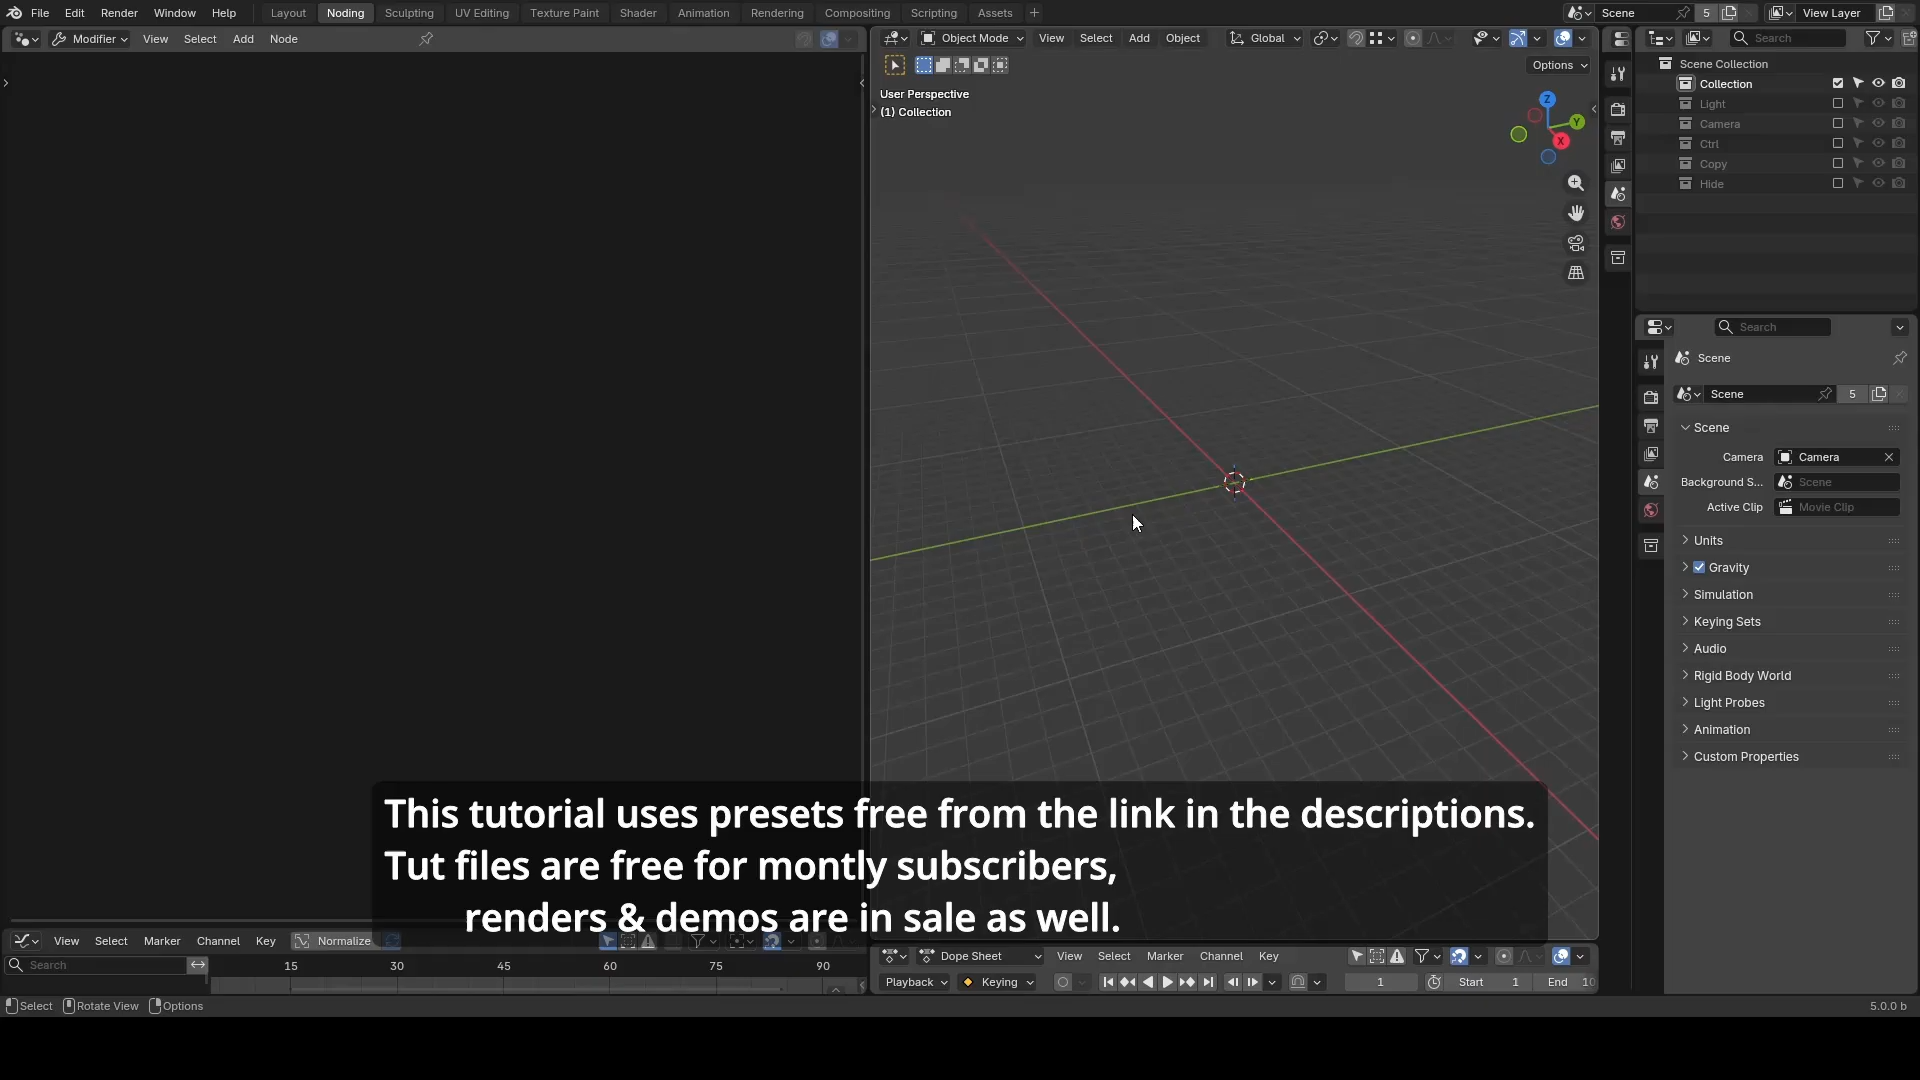 File Edit Render Window Help Layout Noding Sculpting UV Editing Texture Paint Shader Animation Rendering Compositing Scripting Assets + Scene 5 View Layer
Modifier View Select Add Node
Object Mode View Select Add Object Global
Options
User Perspective
(1) Collection
Z
Y
X
Search
Scene Collection
Collection
Light
Camera
Ctrl
Copy
Hide
Search
Scene
Scene 5
Scene
Camera Camera
Background S... Scene
Active Clip Movie Clip
Units
Gravity
Simulation
Keying Sets
Audio
Rigid Body World
Light Probes
Animation
Custom Properties
This tutorial uses presets free from the link in the descriptions.
Tut files are free for montly subscribers,
renders & demos are in sale as well.
View Select Marker Channel Key Normalize
Search 15 30 45 60 75 90
Dope Sheet View Select Marker Channel Key
Playback Keying 1 Start 1 End 10
Select Rotate View Options 5.0.0 b